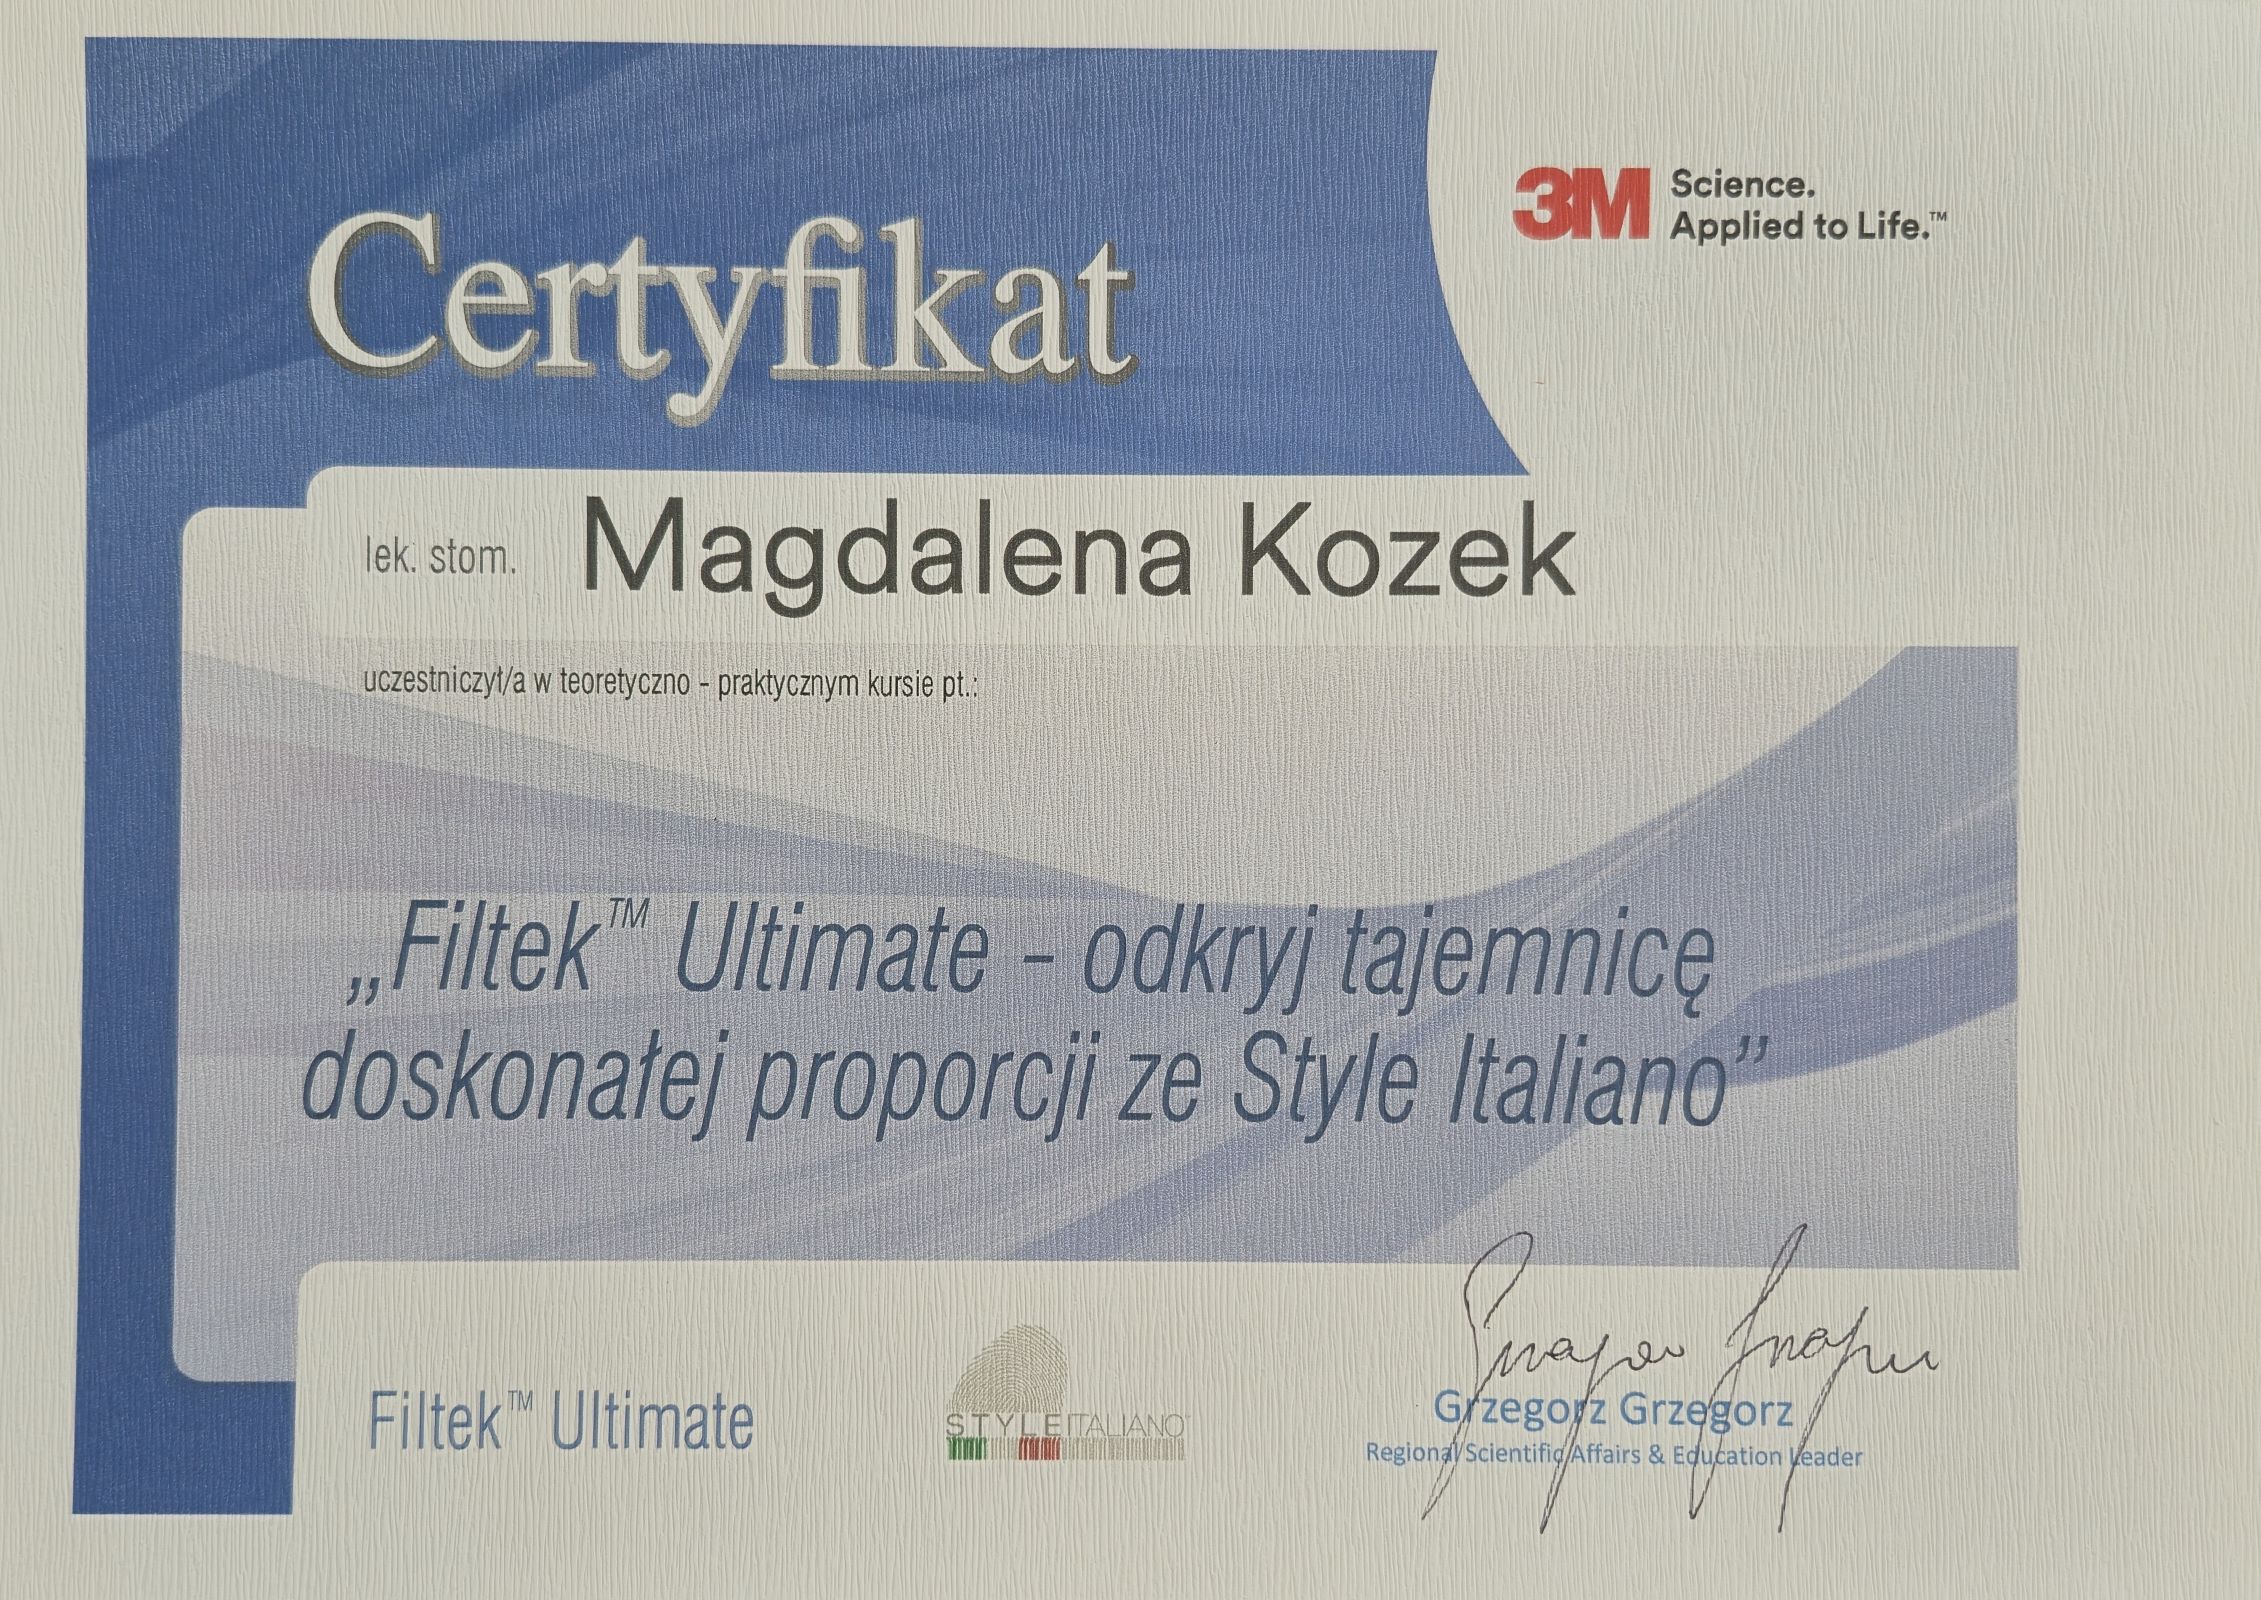 Certyfikat
3M Science.
Applied to Life.™
lek. stom. Magdalena Kozek
uczestniczył/a w teoretyczno - praktycznym kursie pt.:
„Filtek™ Ultimate - odkryj tajemnicę
doskonałej proporcji ze Style Italiano”
Filtek™ Ultimate
STYLEITALIANO
Grzegorz Grzegorz
Regional Scientific Affairs & Education Leader